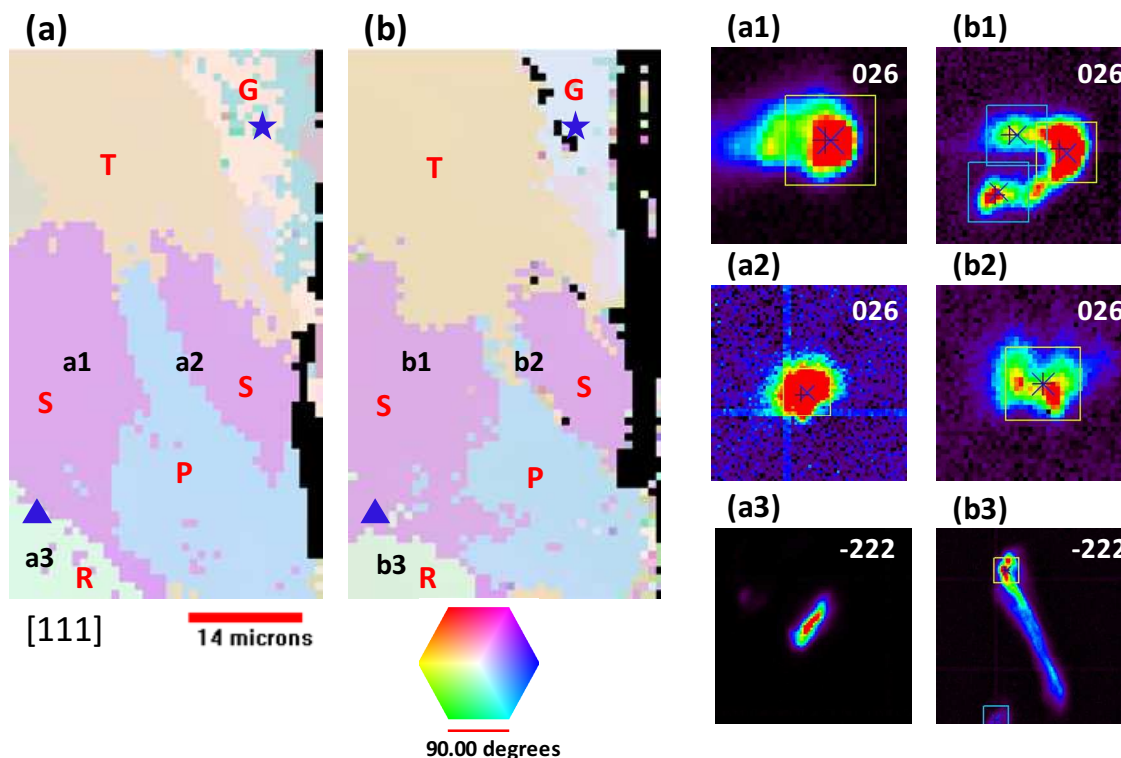 (a)
(b)
(a1)
(b1)
G
T
S
a1
a2
S
P
a3
R
[111]
14 microns
G
T
b1
b2
S
S
P
b3
R
90.00 degrees
026
026
(a2)
(b2)
026
026
(a3)
(b3)
-222
-222